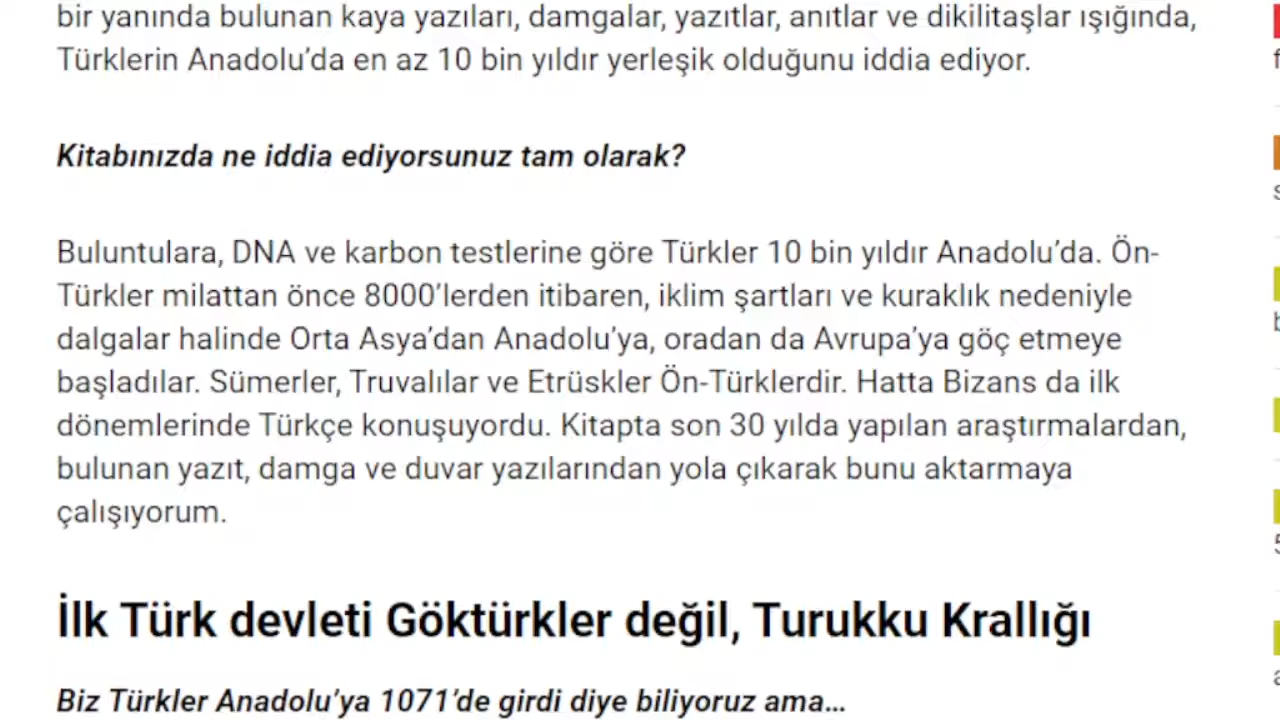 bir yanında bulunan kaya yazıları, damgalar, yazıtlar, anıtlar ve dikilitaşlar ışığında,
Türklerin Anadolu’da en az 10 bin yıldır yerleşik olduğunu iddia ediyor.
Kitabınızda ne iddia ediyorsunuz tam olarak?
Buluntulara, DNA ve karbon testlerine göre Türkler 10 bin yıldır Anadolu’da. Ön-
Türkler milattan önce 8000’lerden itibaren, iklim şartları ve kuraklık nedeniyle
dalgalar halinde Orta Asya’dan Anadolu’ya, oradan da Avrupa’ya göç etmeye
başladılar. Sümerler, Truvalılar ve Etrüskler Ön-Türklerdir. Hatta Bizans da ilk
dönemlerinde Türkçe konuşuyordu. Kitapta son 30 yılda yapılan araştırmalardan,
bulunan yazıt, damga ve duvar yazılarından yola çıkarak bunu aktarmaya
çalışıyorum.
İlk Türk devleti Göktürkler değil, Turukku Krallığı
Biz Türkler Anadolu’ya 1071’de girdi diye biliyoruz ama…